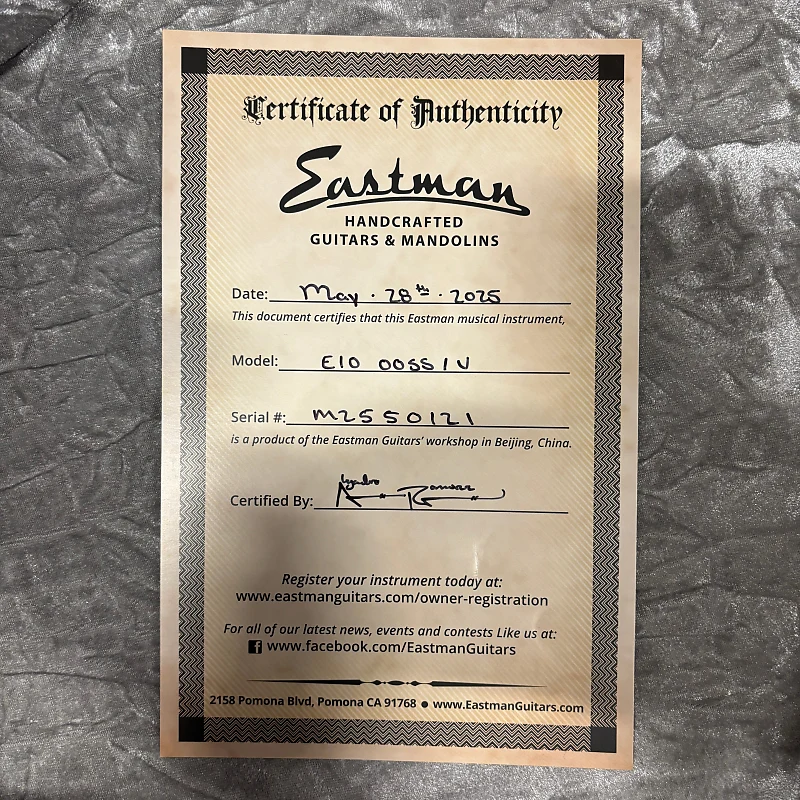 Certificate of Authenticity
Eastman
HANDCRAFTED
GUITARS & MANDOLINS
Date: May · 28th · 2025
This document certifies that this Eastman musical instrument,
Model: E10 00SS/V
Serial #: M2550121
is a product of the Eastman Guitars' workshop in Beijing, China.
Certified By:
Register your instrument today at:
www.eastmanguitars.com/owner-registration
For all of our latest news, events and contests Like us at:
www.facebook.com/EastmanGuitars
2158 Pomona Blvd, Pomona CA 91768 ● www.EastmanGuitars.com